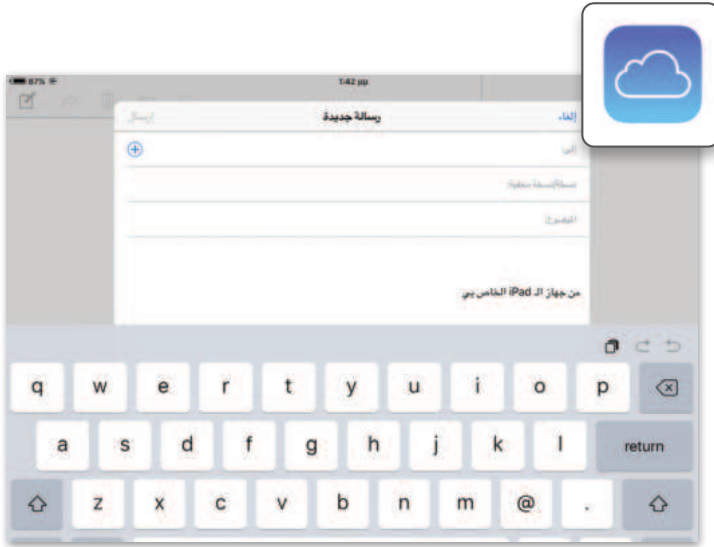 87% 1:42 µµ
إلغاء رسالة جديدة إرسال
إلى:
نسخة/نسخة مخفية:
الموضوع:
من جهاز الـ iPad الخاص بي
q w e r t y u i o p
a s d f g h j k l return
z x c v b n m @ .